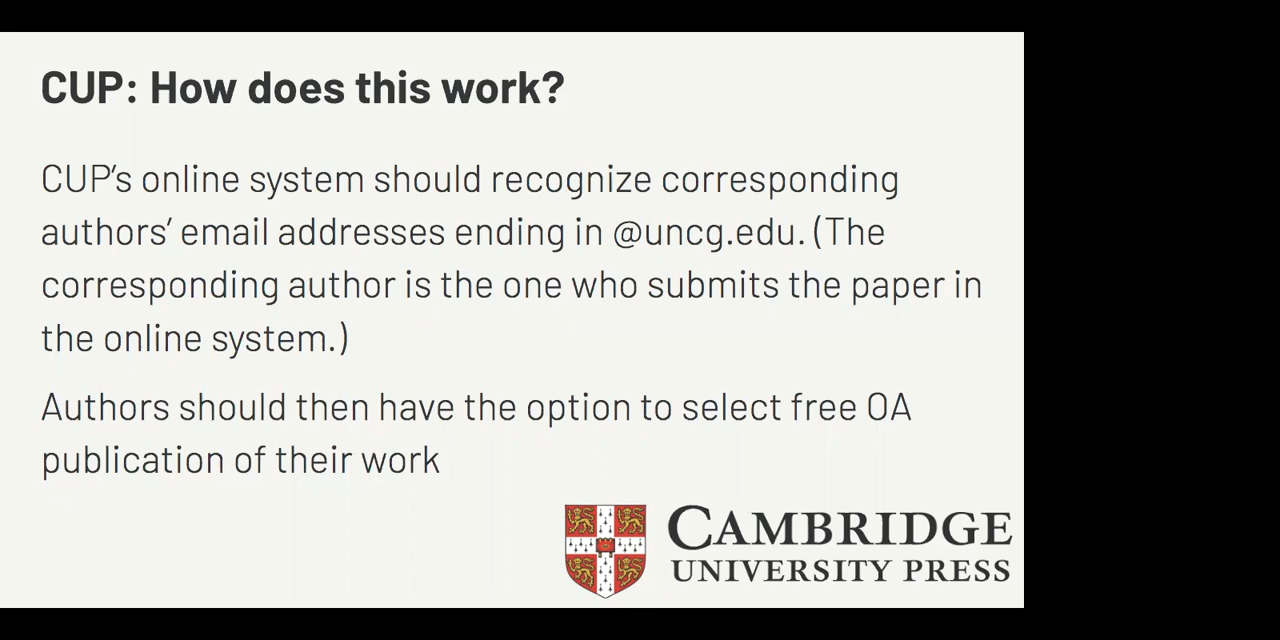 CUP: How does this work?
CUP's online system should recognize corresponding
authors' email addresses ending in @uncg.edu. (The
corresponding author is the one who submits the paper in
the online system.)
Authors should then have the option to select free OA
publication of their work
CAMBRIDGE
UNIVERSITY PRESS